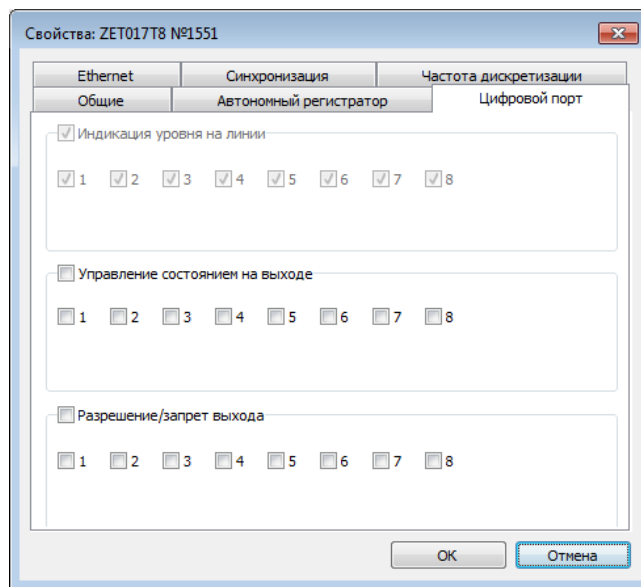 Свойства: ZET017T8 №1551
Ethernet Синхронизация Частота дискретизации
Общие Автономный регистратор Цифровой порт
Индикация уровня на линии
1 2 3 4 5 6 7 8
Управление состоянием на выходе
1 2 3 4 5 6 7 8
Разрешение/запрет выхода
1 2 3 4 5 6 7 8
OK Отмена